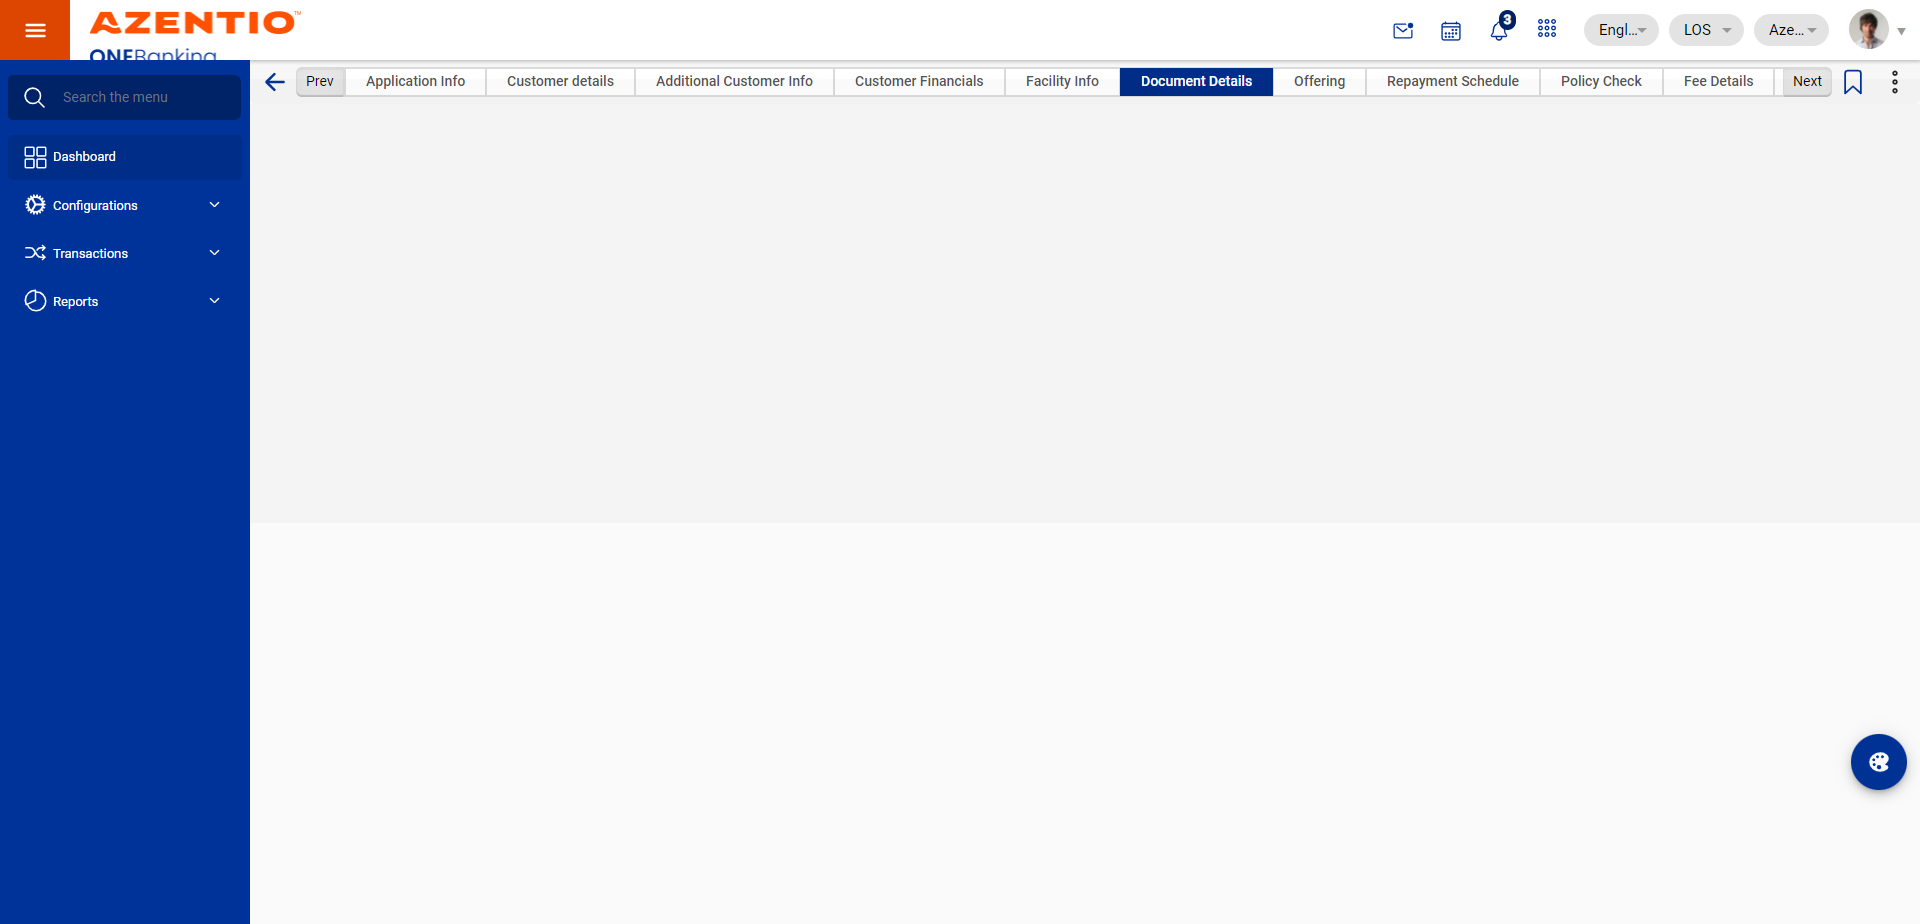 AZENTIO™
ONEBanking
3
Engl...
LOS
Aze...
Search the menu
Dashboard
Configurations
Transactions
Reports
Prev
Application Info
Customer details
Additional Customer Info
Customer Financials
Facility Info
Document Details
Offering
Repayment Schedule
Policy Check
Fee Details
Next